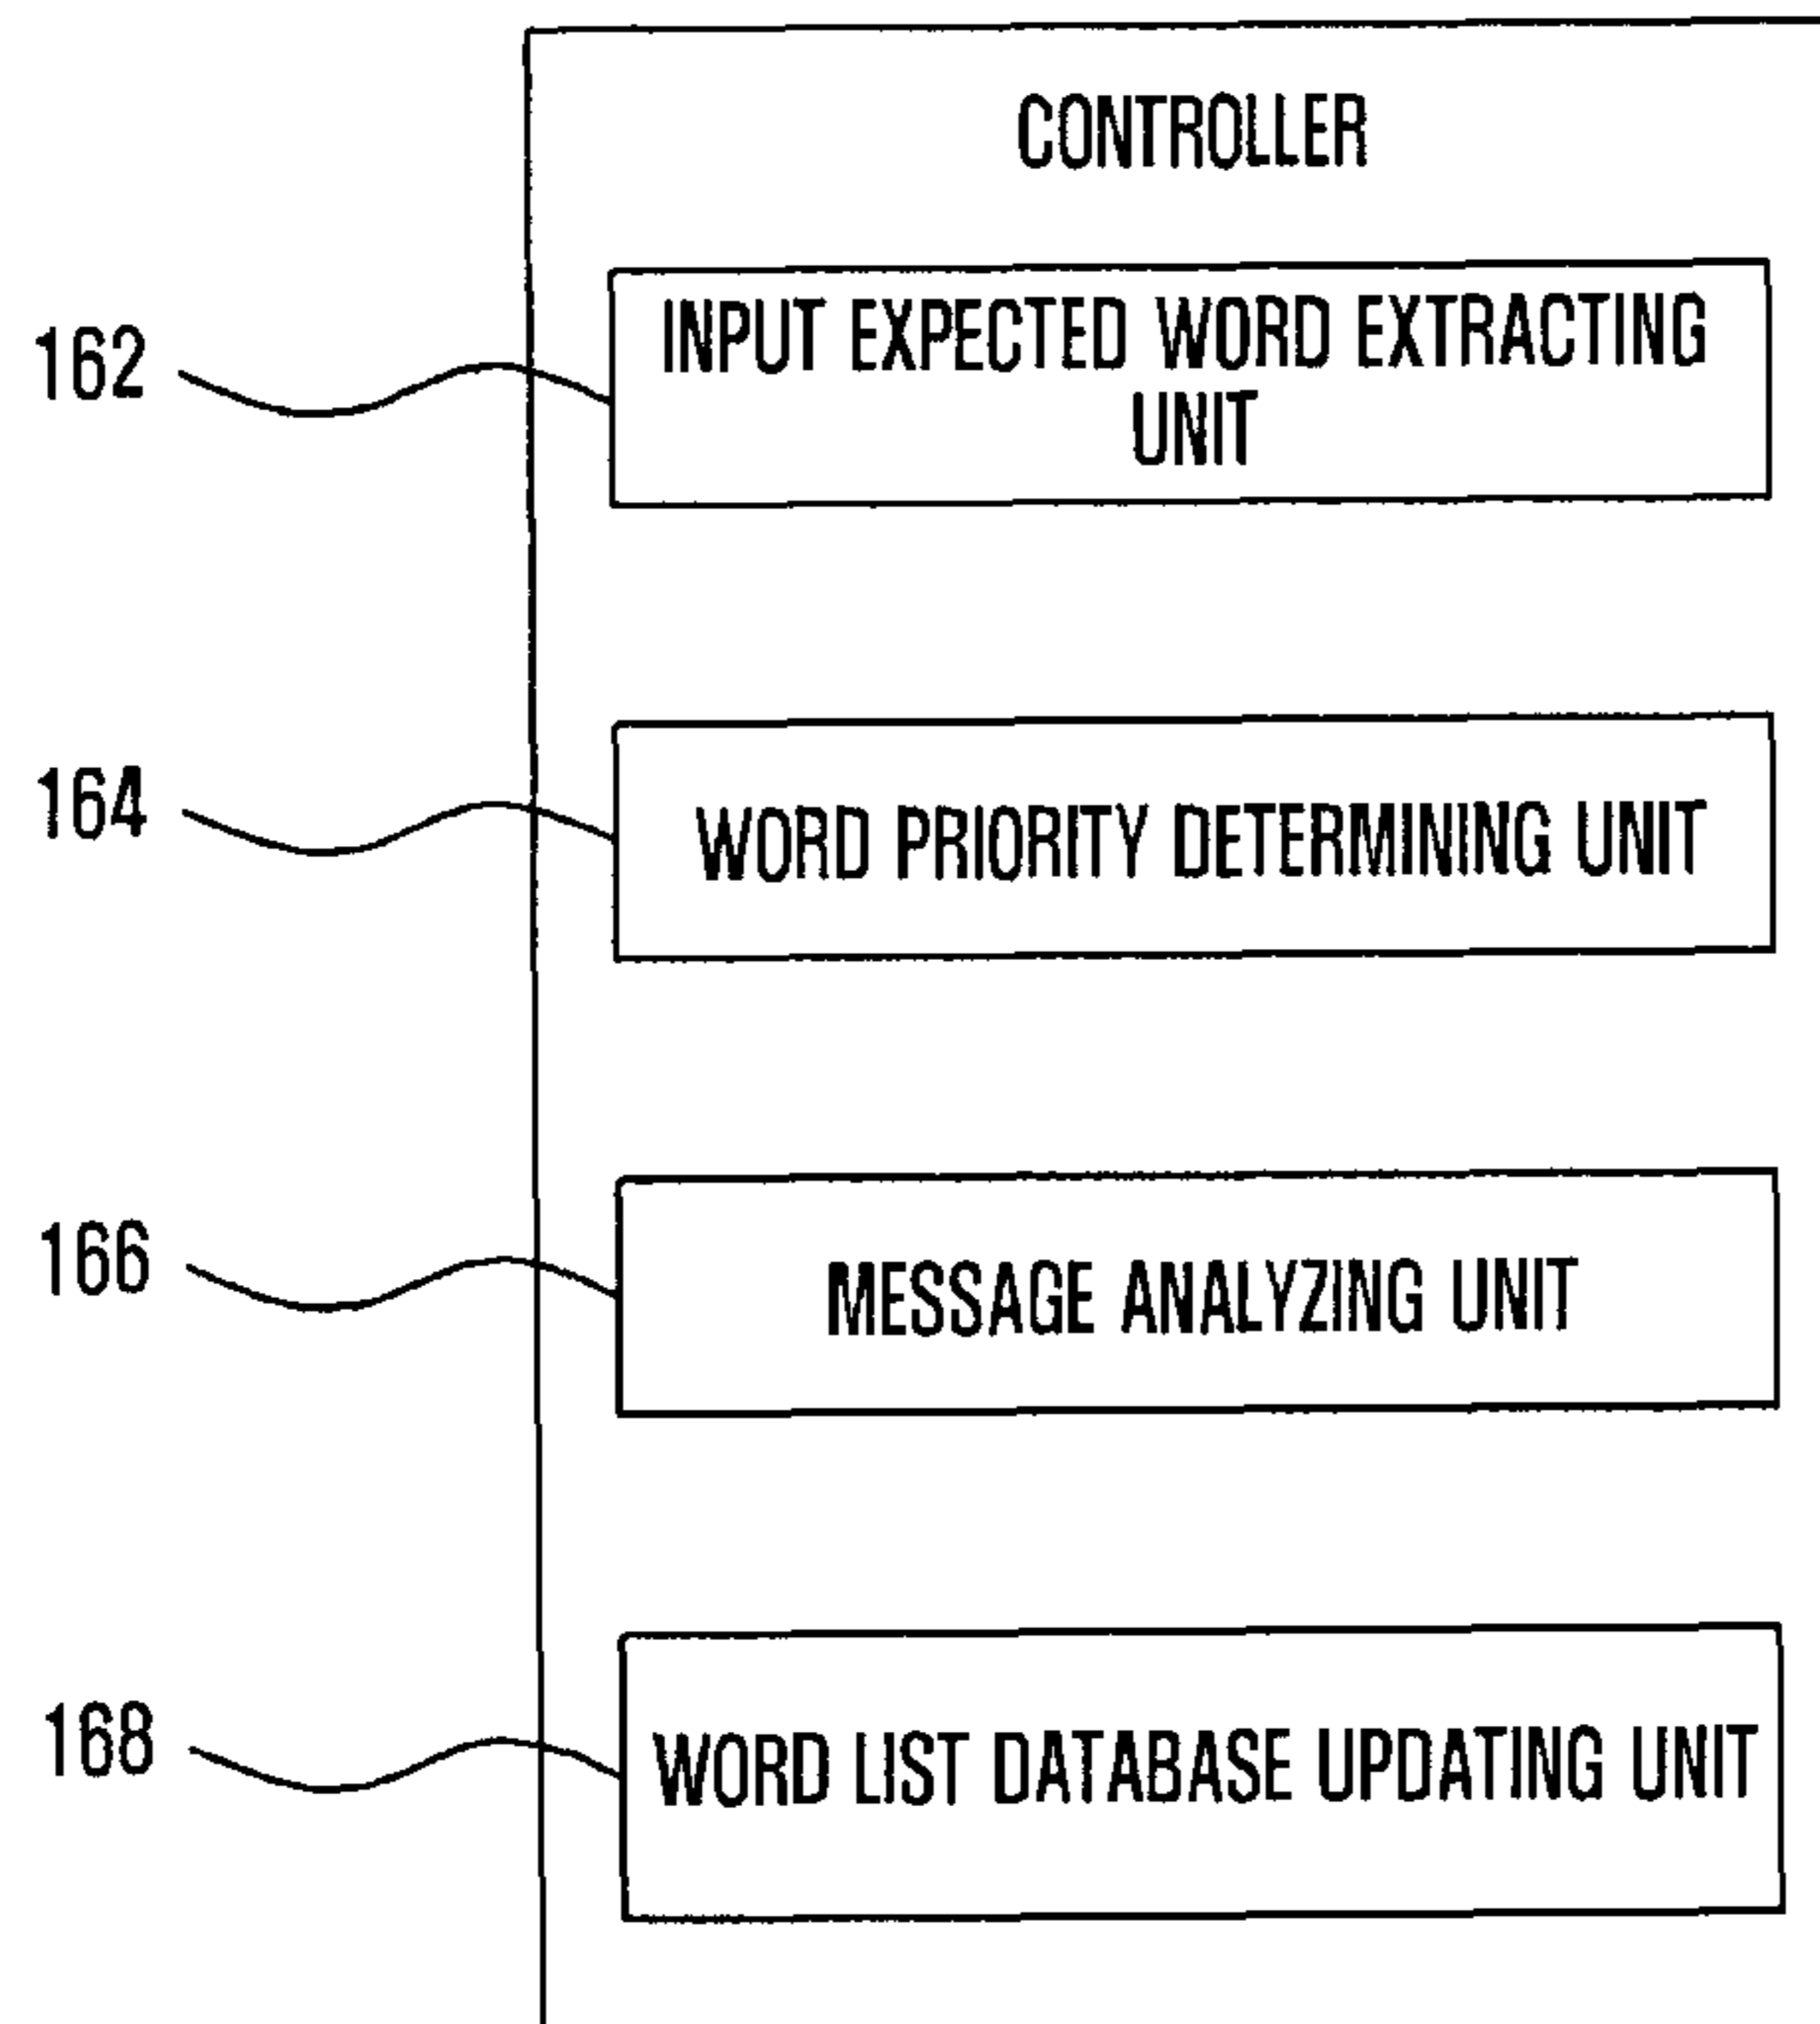 CONTROLLER
162
INPUT EXPECTED WORD EXTRACTING
UNIT
164
WORD PRIORITY DETERMINING UNIT
166
MESSAGE ANALYZING UNIT
168
WORD LIST DATABASE UPDATING UNIT